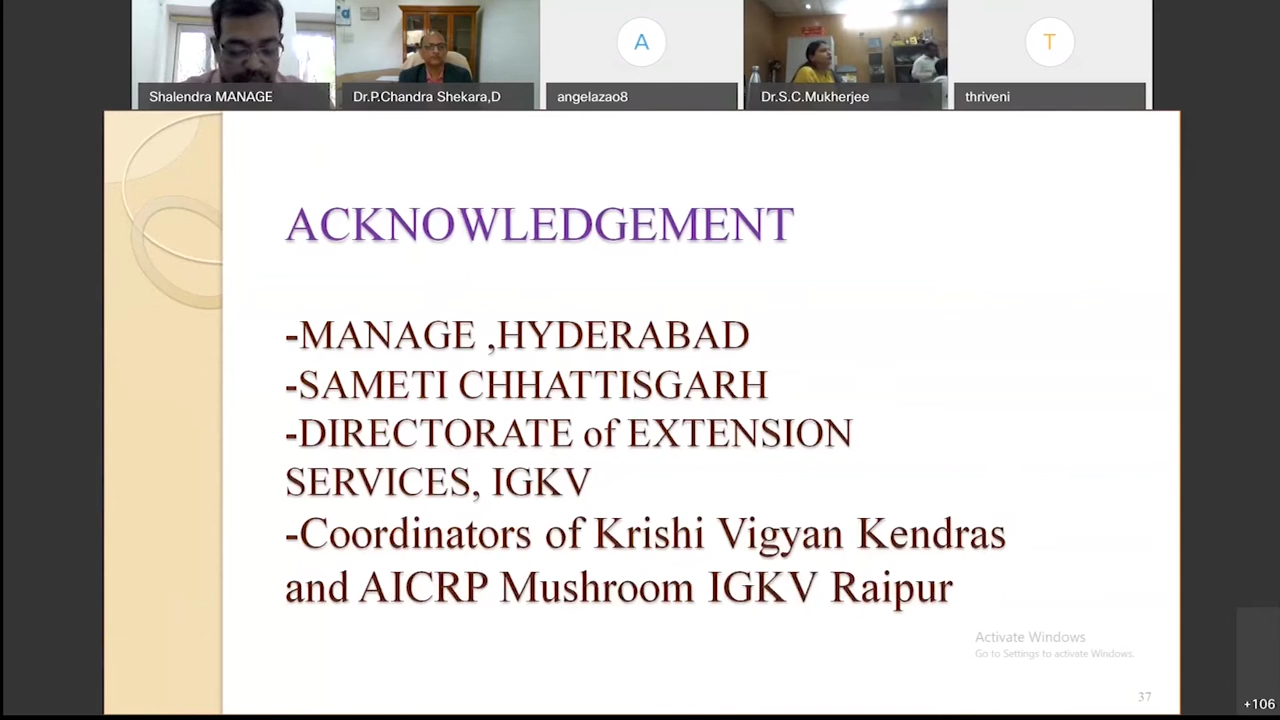 Shalendra MANAGE
Dr.P.Chandra Shekara,D
A
angelazao8
Dr.S.C.Mukherjee
T
thriveni
ACKNOWLEDGEMENT
-MANAGE ,HYDERABAD
-SAMETI CHHATTISGARH
-DIRECTORATE of EXTENSION
SERVICES, IGKV
-Coordinators of Krishi Vigyan Kendras
and AICRP Mushroom IGKV Raipur
Activate Windows
Go to Settings to activate Windows.
37
+106